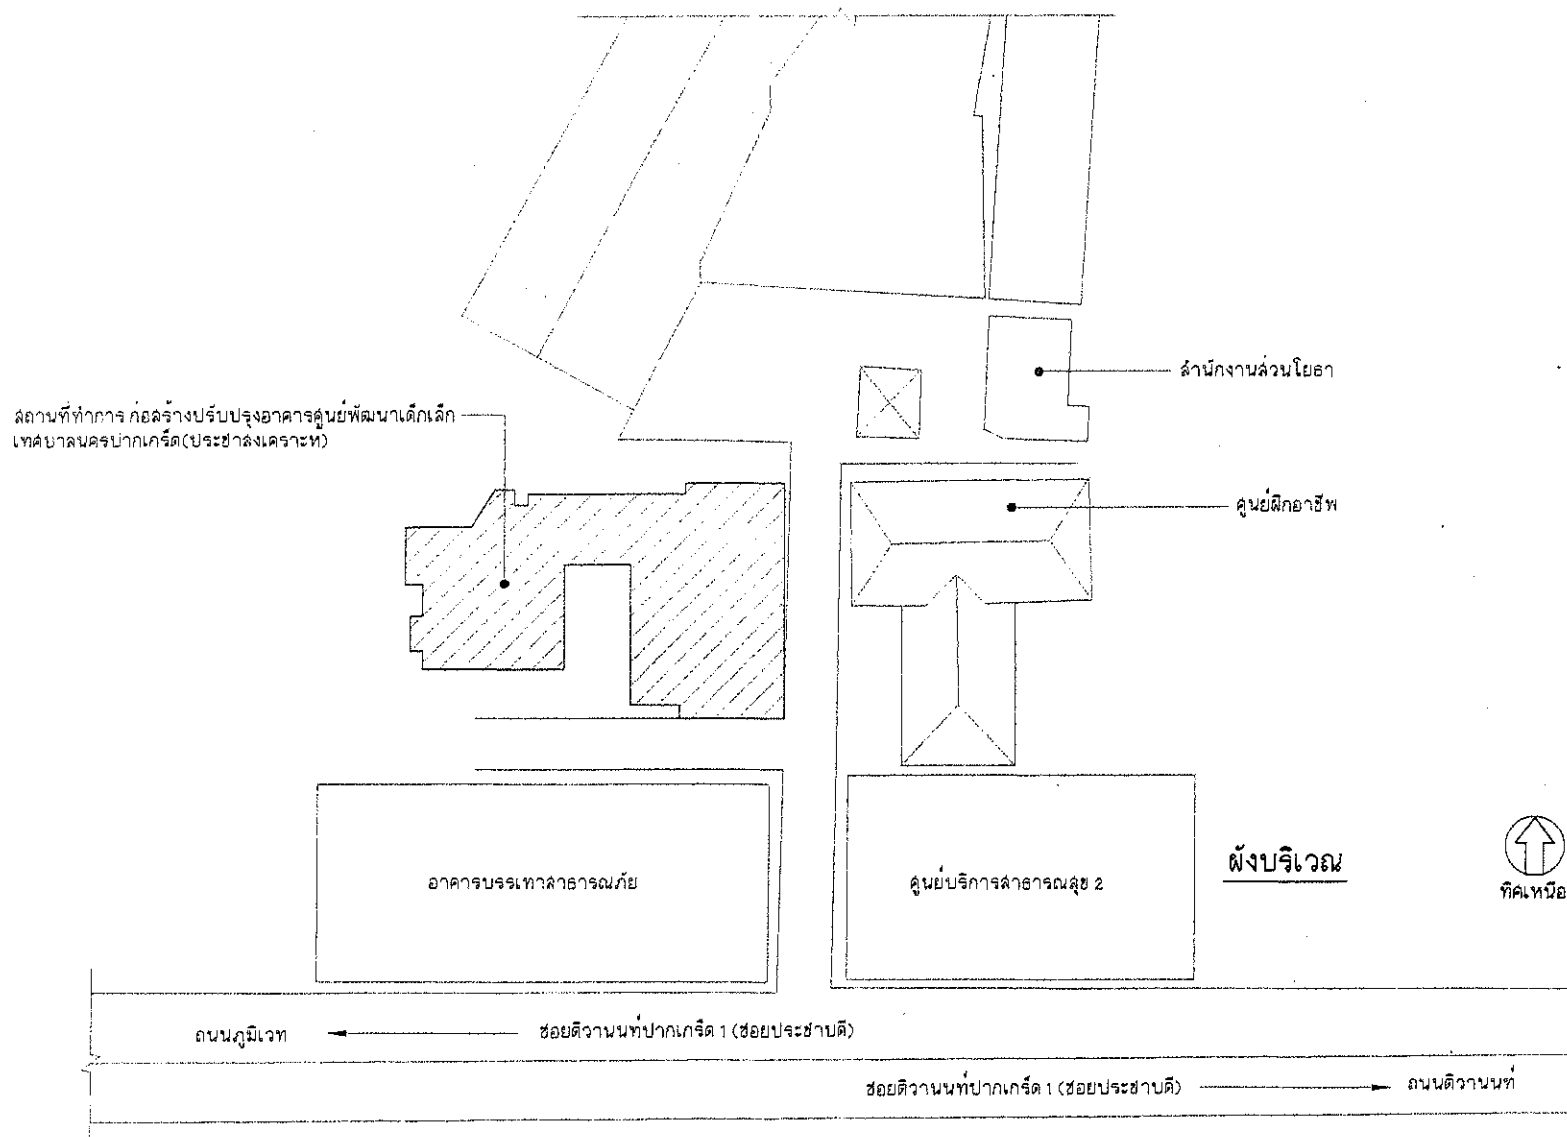 สำนักงานส่วนโยธา
สถานที่ทำการ ก่อสร้างปรับปรุงอาคารศูนย์พัฒนาเด็กเล็ก
เทศบาลนครปากเกร็ด(ประชาสงเคราะห์)
ศูนย์ฝึกอาชีพ
อาคารบรรเทาสาธารณภัย
ศูนย์บริการสาธารณสุข 2
ผังบริเวณ
ทิศเหนือ
ถนนภูมิเวท
ซอยติวานนท์ปากเกร็ด 1 (ซอยประชาบดี)
ซอยติวานนท์ปากเกร็ด 1 (ซอยประชาบดี)
ถนนติวานนท์